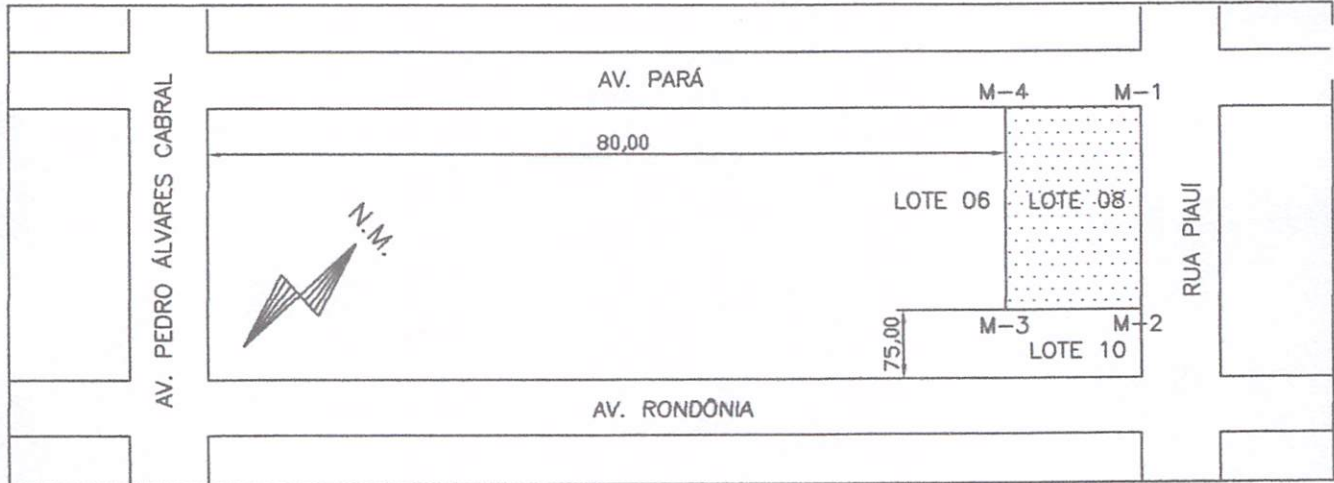 AV. PARÁ
M-4
M-1
80,00
AV. PEDRO ÁLVARES CABRAL
LOTE 06
LOTE 08
RUA PIAUÍ
N.M.
M-3
M-2
75,00
LOTE 10
AV. RONDÔNIA